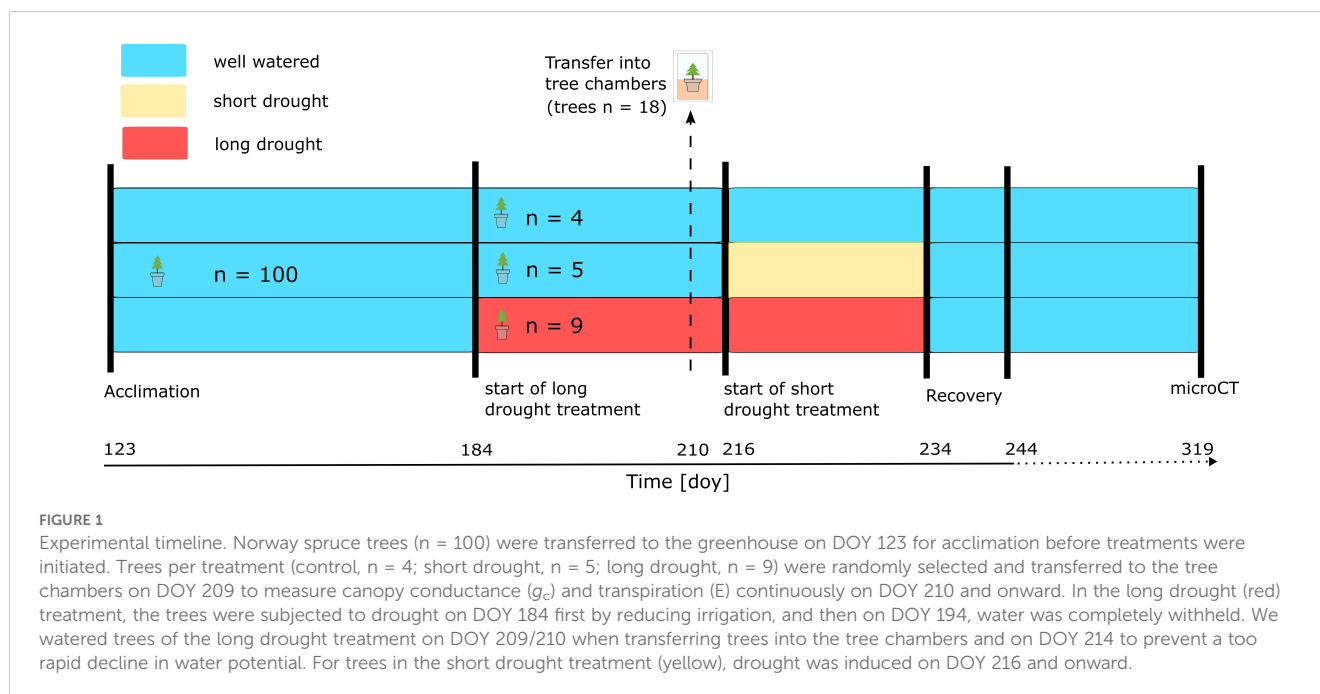 well watered
short drought
long drought
Transfer into
tree chambers
(trees n = 18)
n = 4
n = 100
n = 5
n = 9
Acclimation
start of long
drought treatment
start of short
drought treatment
Recovery
microCT
123
184
210
216
234
244
319
Time [doy]
FIGURE 1
Experimental timeline. Norway spruce trees (n = 100) were transferred to the greenhouse on DOY 123 for acclimation before treatments were
initiated. Trees per treatment (control, n = 4; short drought, n = 5; long drought, n = 9) were randomly selected and transferred to the tree
chambers on DOY 209 to measure canopy conductance (gc) and transpiration (E) continuously on DOY 210 and onward. In the long drought (red)
treatment, the trees were subjected to drought on DOY 184 first by reducing irrigation, and then on DOY 194, water was completely withheld. We
watered trees of the long drought treatment on DOY 209/210 when transferring trees into the tree chambers and on DOY 214 to prevent a too
rapid decline in water potential. For trees in the short drought treatment (yellow), drought was induced on DOY 216 and onward.